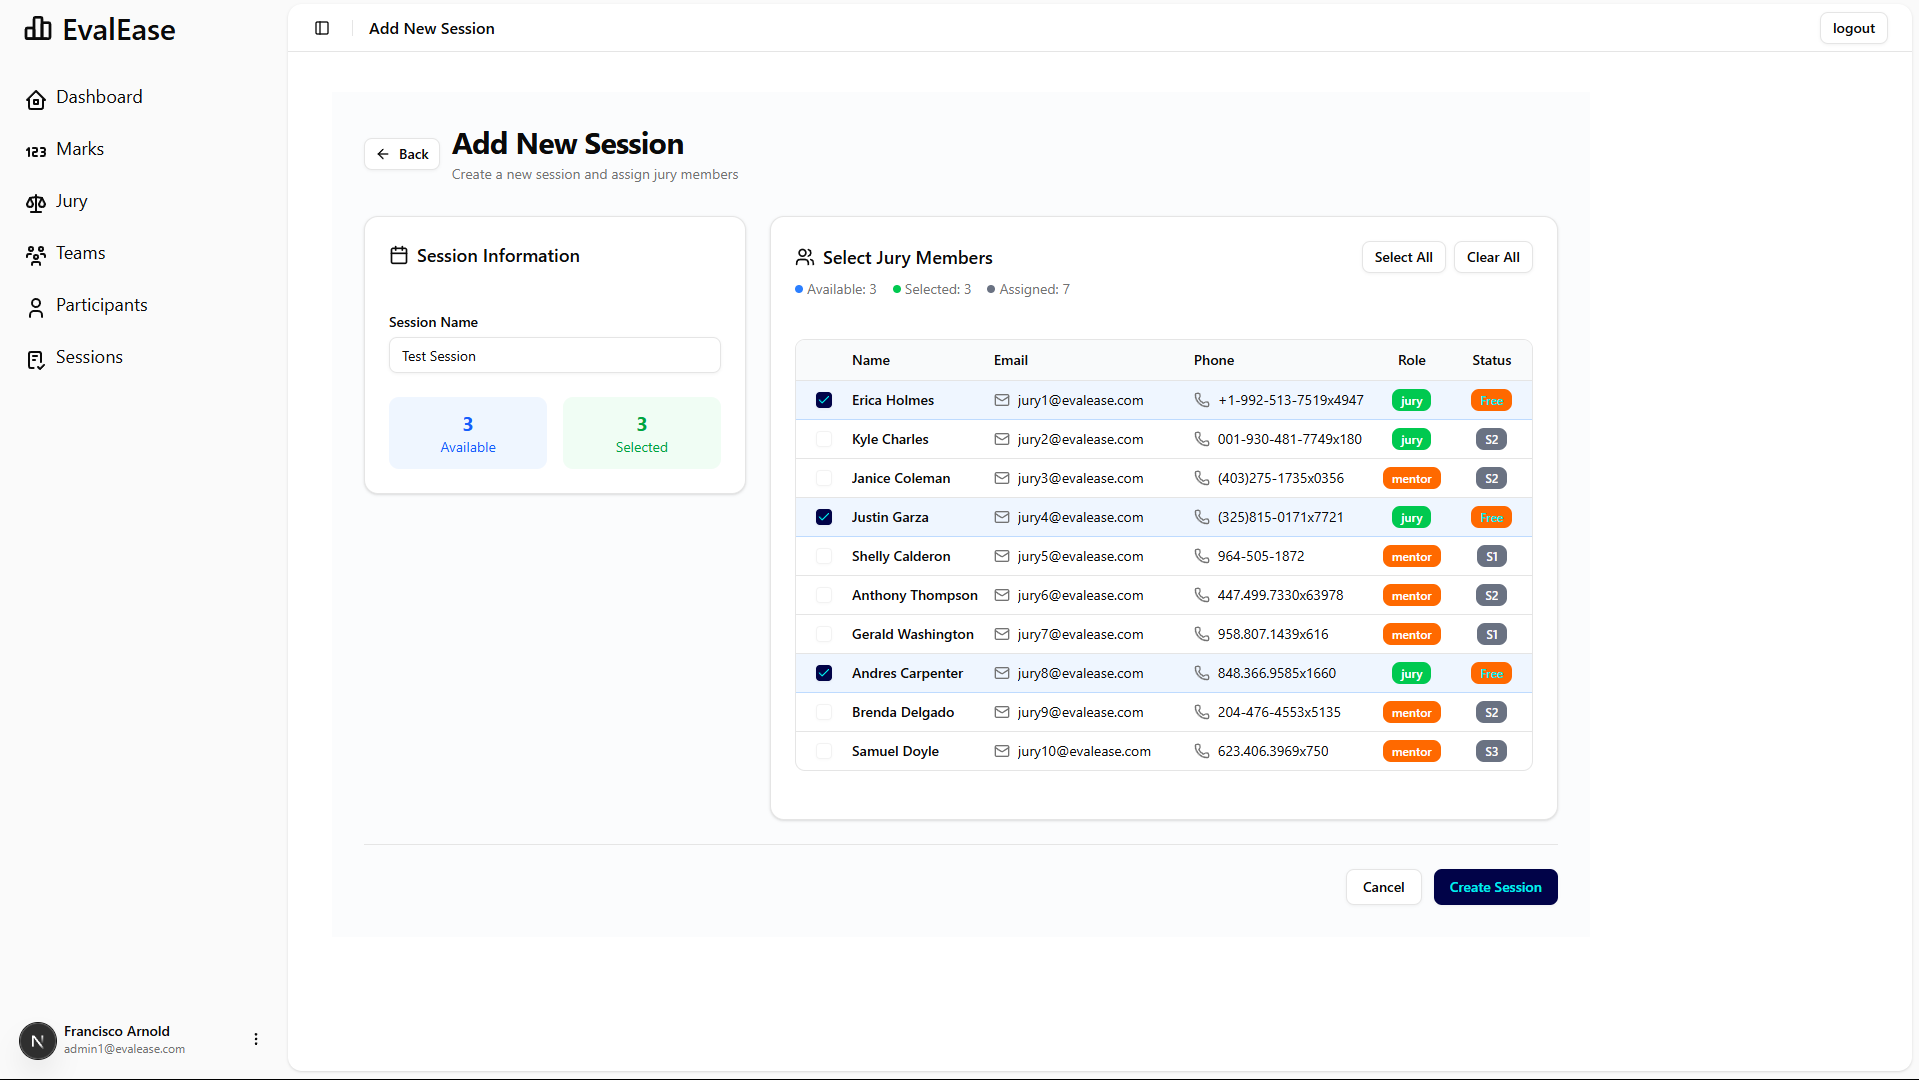 EvalEase
Dashboard
Marks
Jury
Teams
Participants
Sessions
Francisco Arnold
admin1@evalease.com
N
Add New Session
logout
Back
Add New Session
Create a new session and assign jury members
Session Information
Session Name
Test Session
3
Available
3
Selected
Select Jury Members
Select All
Clear All
Available: 3 Selected: 3 Assigned: 7
Name Email Phone Role Status
Erica Holmes jury1@evalease.com +1-992-513-7519x4947 jury Free
Kyle Charles jury2@evalease.com 001-930-481-7749x180 jury S2
Janice Coleman jury3@evalease.com (403)275-1735x0356 mentor S2
Justin Garza jury4@evalease.com (325)815-0171x7721 jury Free
Shelly Calderon jury5@evalease.com 964-505-1872 mentor S1
Anthony Thompson jury6@evalease.com 447.499.7330x63978 mentor S2
Gerald Washington jury7@evalease.com 958.807.1439x616 mentor S1
Andres Carpenter jury8@evalease.com 848.366.9585x1660 jury Free
Brenda Delgado jury9@evalease.com 204-476-4553x5135 mentor S2
Samuel Doyle jury10@evalease.com 623.406.3969x750 mentor S3
Cancel
Create Session